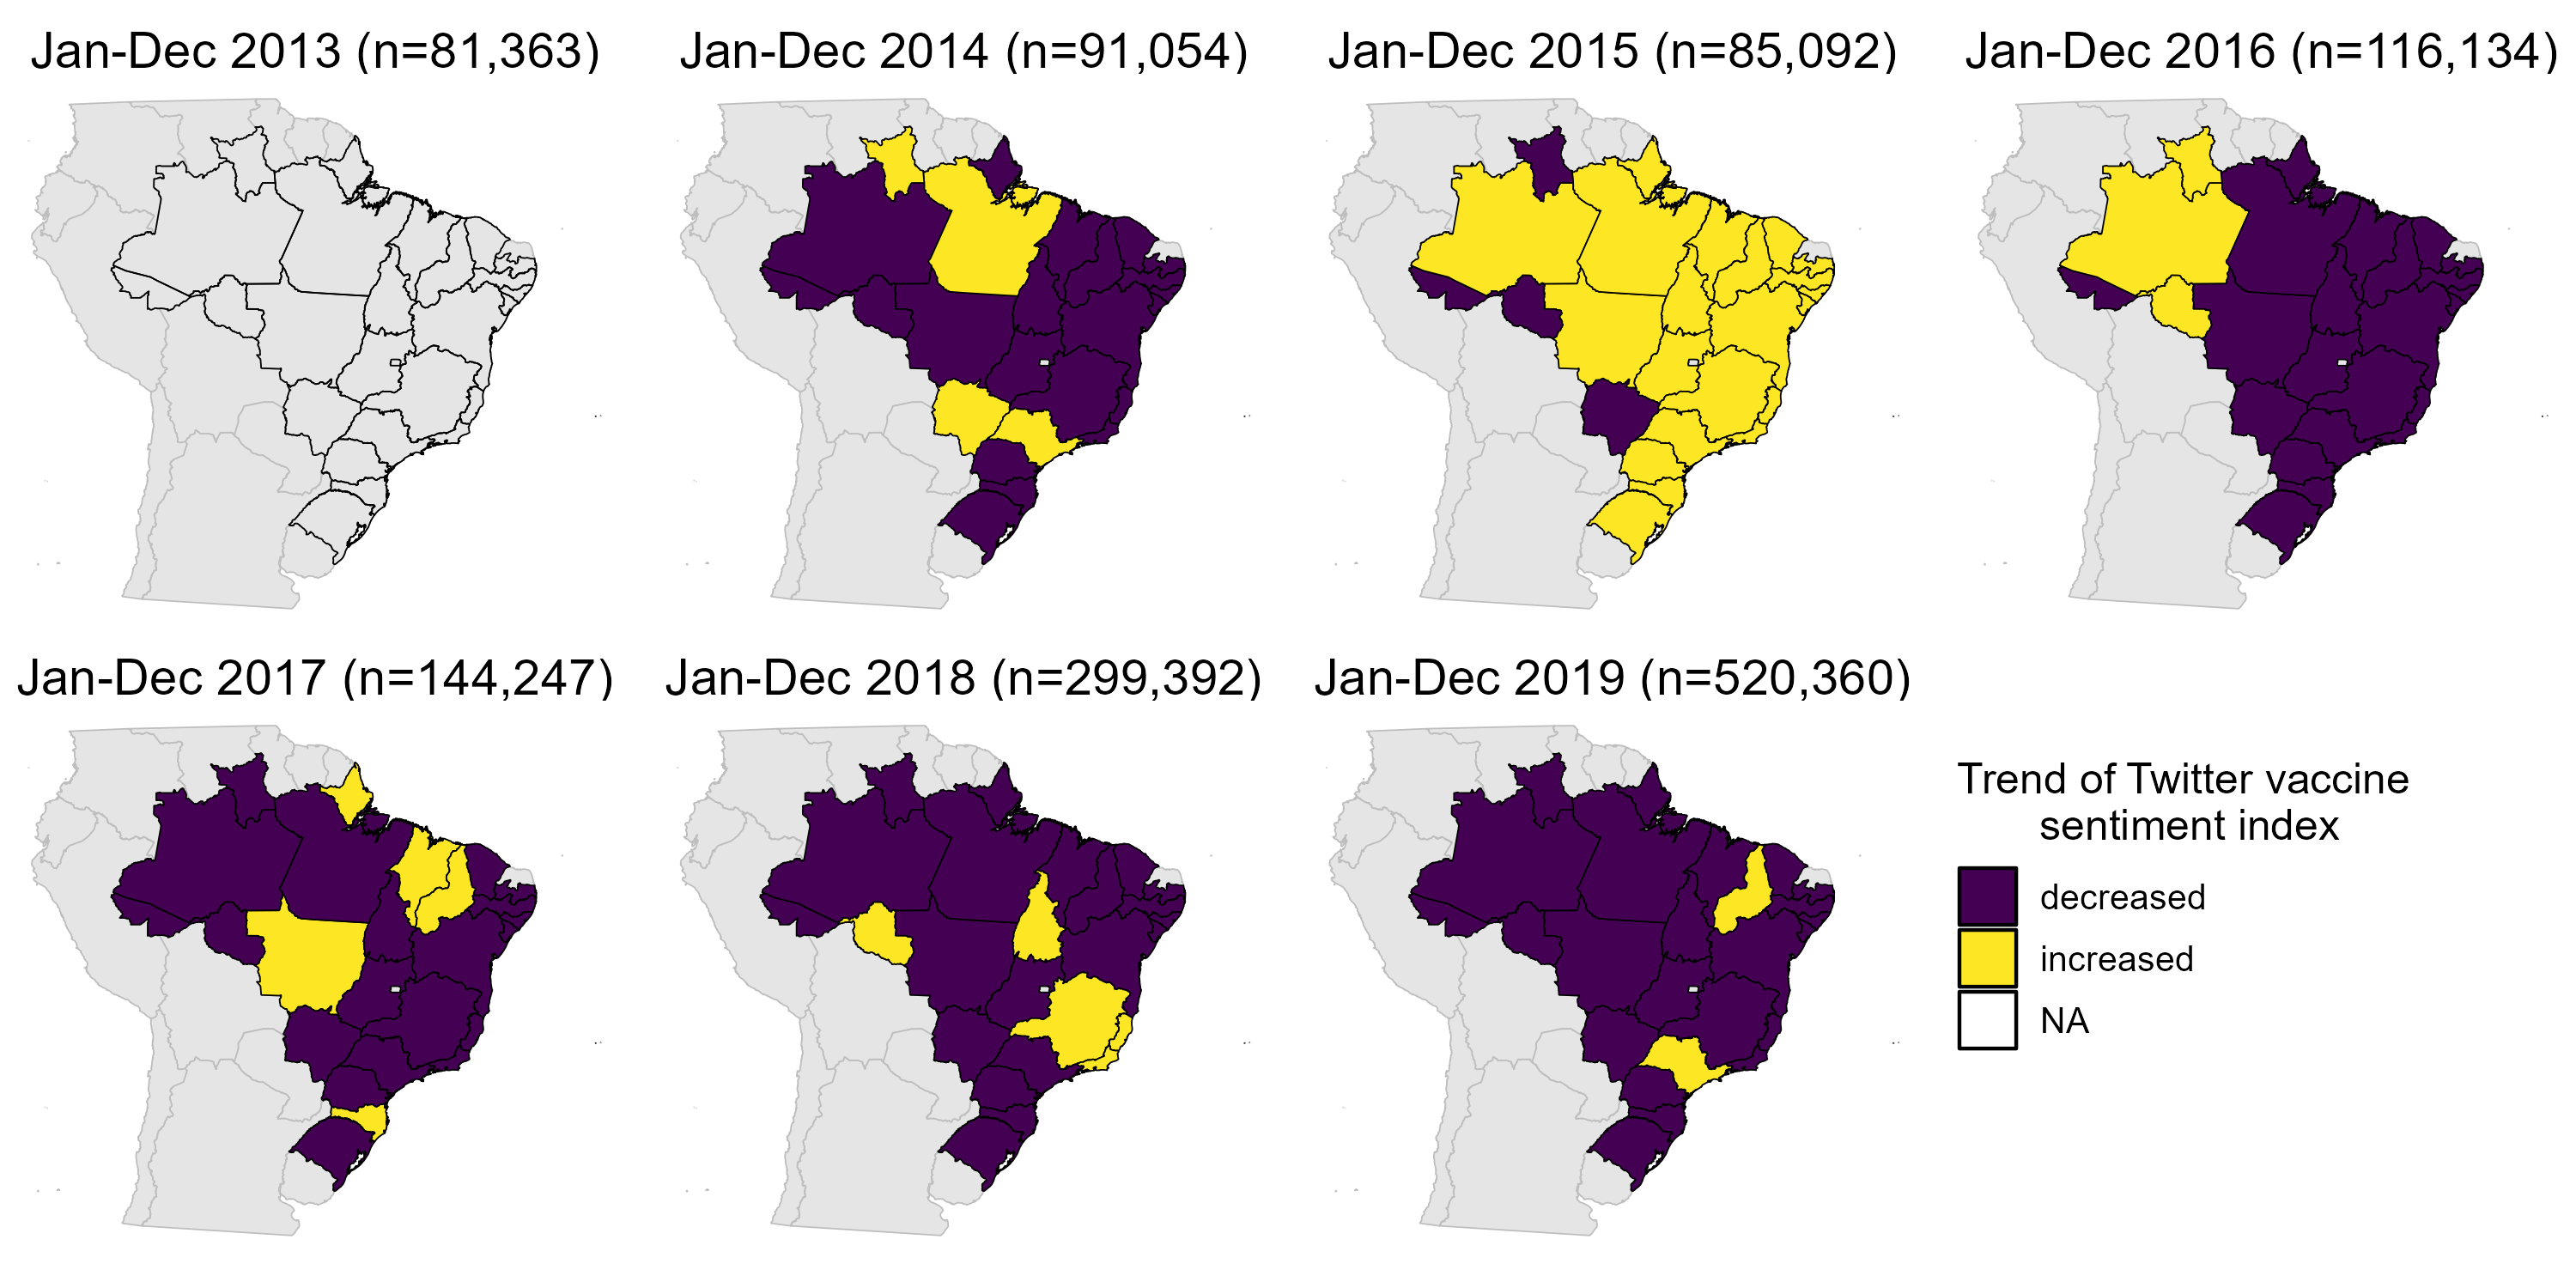 Jan-Dec 2013 (n=81,363)
Jan-Dec 2014 (n=91,054)
Jan-Dec 2015 (n=85,092)
Jan-Dec 2016 (n=116,134)
Jan-Dec 2017 (n=144,247)
Jan-Dec 2018 (n=299,392)
Jan-Dec 2019 (n=520,360)
Trend of Twitter vaccine
sentiment index
decreased
increased
NA